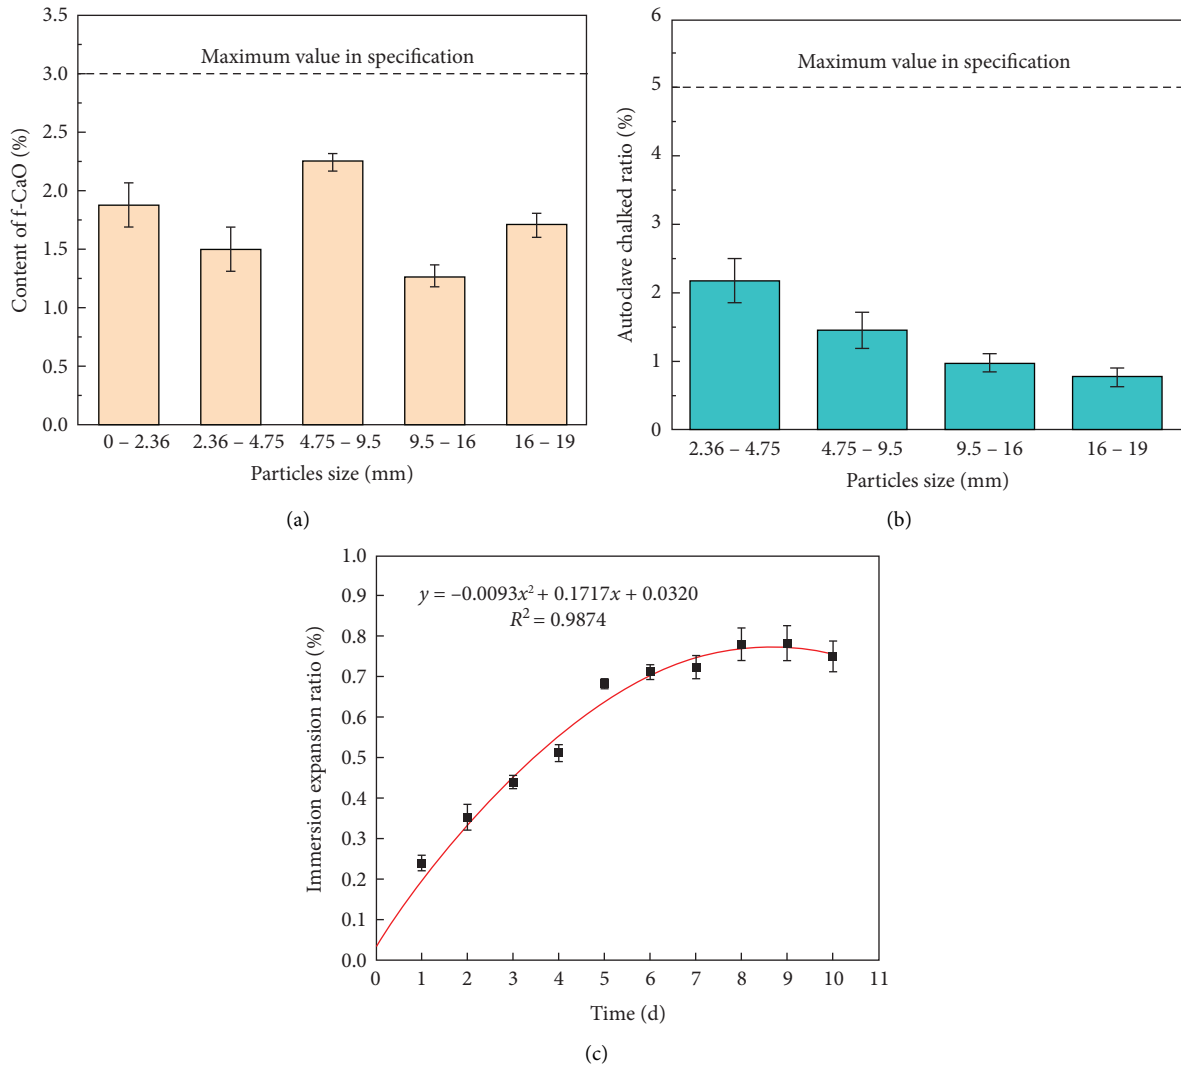 3.5
3.0
2.5
2.0
1.5
1.0
0.5
0.0
Content of f-CaO (%)
Maximum value in specification
0 – 2.36 2.36 – 4.75 4.75 – 9.5 9.5 – 16 16 – 19
Particles size (mm)
(a)
6
5
4
3
2
1
0
Autoclave chalked ratio (%)
Maximum value in specification
2.36 – 4.75 4.75 – 9.5 9.5 – 16 16 – 19
Particles size (mm)
(b)
1.0
0.9
0.8
0.7
0.6
0.5
0.4
0.3
0.2
0.1
0.0
Immersion expansion ratio (%)
y = –0.0093x² + 0.1717x + 0.0320
R² = 0.9874
0 1 2 3 4 5 6 7 8 9 10 11
Time (d)
(c)